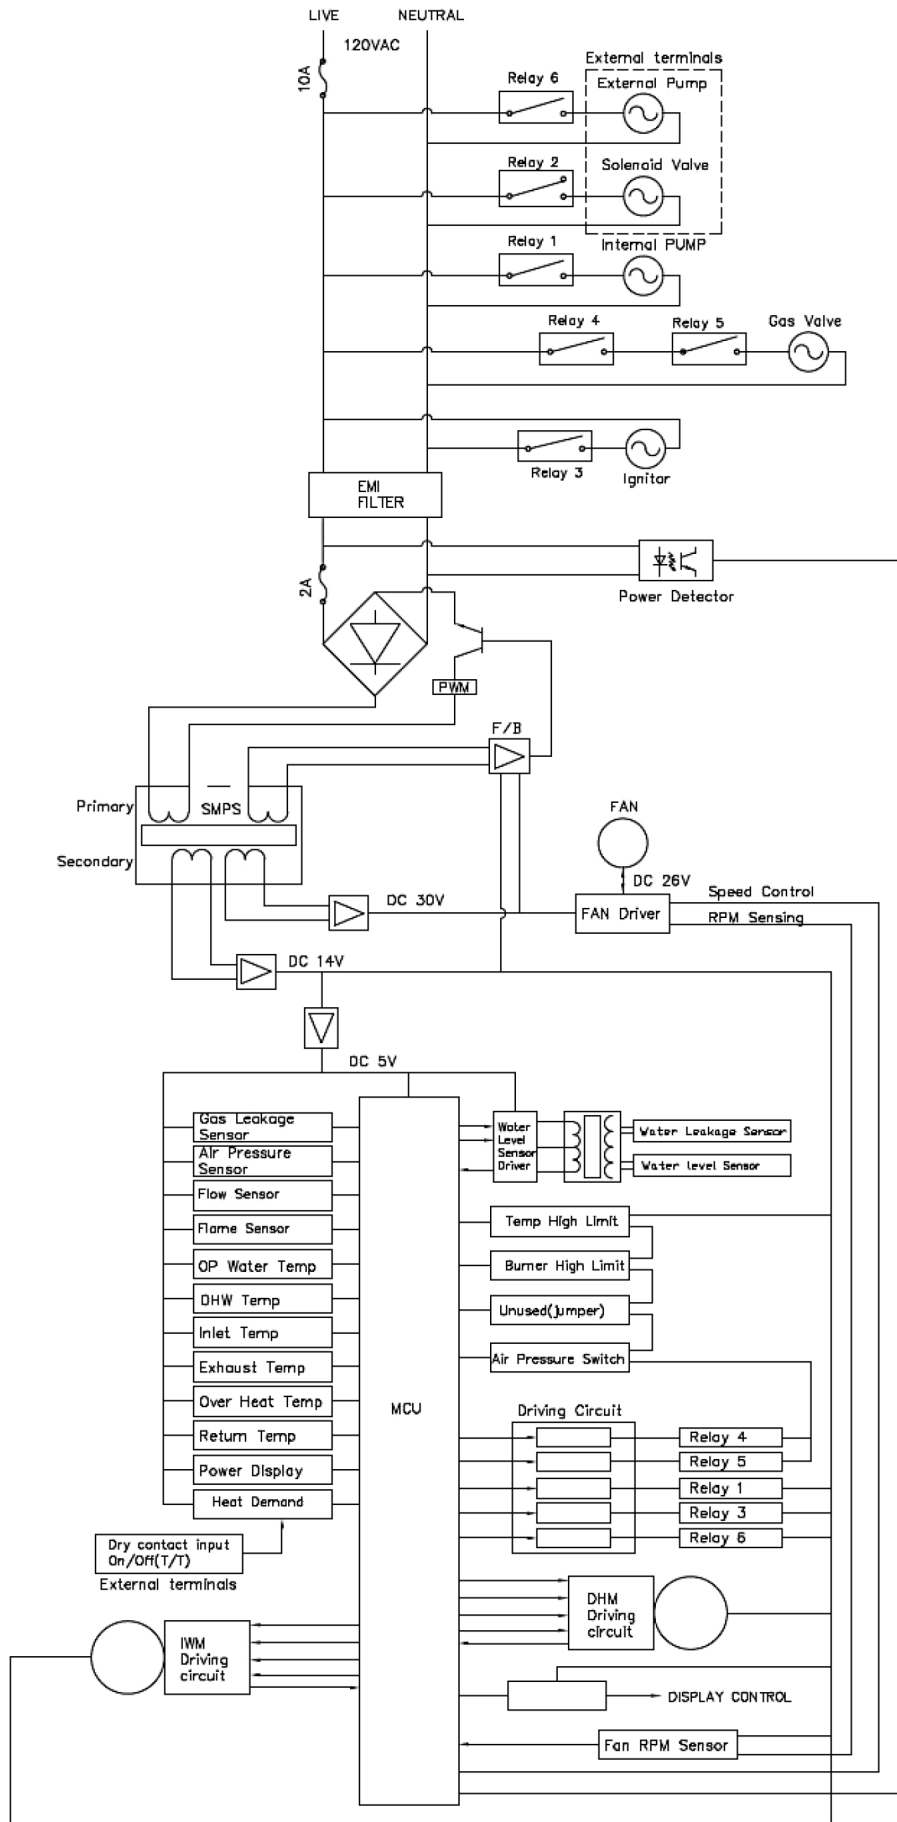 LIVE NEUTRAL
120VAC
10A
External terminals
Relay 6
External Pump
Relay 2
Solenoid Valve
Relay 1
Internal PUMP
Relay 4
Relay 5
Gas Valve
Relay 3
Ignitor
EMI
FILTER
2A
Power Detector
PWM
F/B
Primary
SMPS
Secondary
FAN
DC 26V
DC 30V
FAN Driver
Speed Control
RPM Sensing
DC 14V
DC 5V
Gas Leakage
Sensor
Air Pressure
Sensor
Flow Sensor
Flame Sensor
OP Water Temp
DHW Temp
Inlet Temp
Exhaust Temp
Over Heat Temp
Return Temp
Power Display
Heat Demand
Dry contact input
On/Off(T/T)
External terminals
MCU
Water
Level
Sensor
Driver
Water Leakage Sensor
Water level Sensor
Temp High Limit
Burner High Limit
Unused(jumper)
Air Pressure Switch
Driving Circuit
Relay 4
Relay 5
Relay 1
Relay 3
Relay 6
DHM
Driving
circuit
IWM
Driving
circuit
DISPLAY CONTROL
Fan RPM Sensor